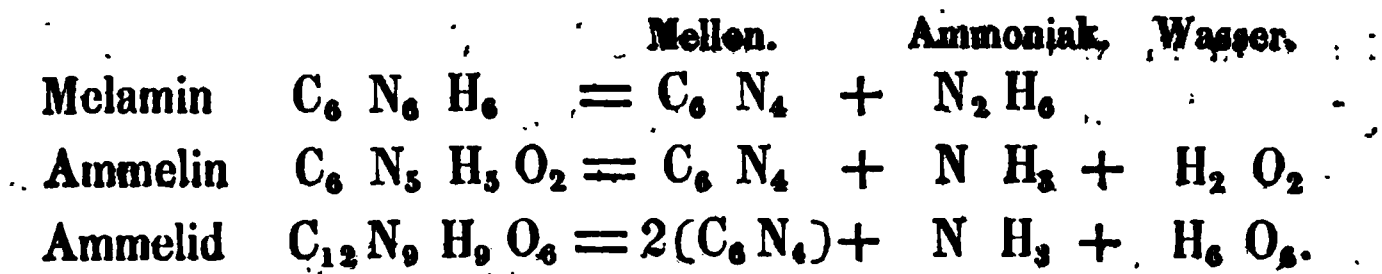 Mellon. Ammoniak, Wasser.
Melamin C₆ N₆ H₆ = C₆ N₄ + N₂ H₆
Ammelin C₆ N₅ H₅ O₂ = C₆ N₄ + N H₃ + H₂ O₂
Ammelid C₁₂ N₉ H₉ O₆ = 2(C₆ N₄) + N H₃ + H₆ O₆.